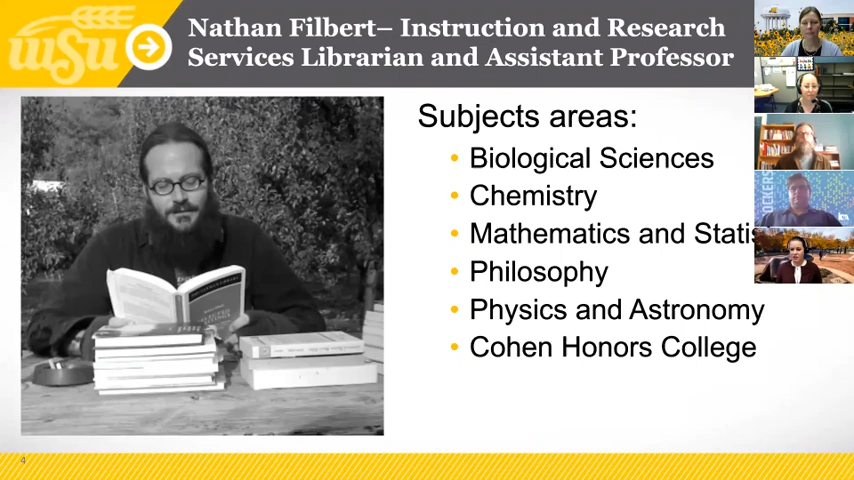 wsu
Nathan Filbert– Instruction and Research
Services Librarian and Assistant Professor
Subjects areas:
• Biological Sciences
• Chemistry
• Mathematics and Statis
• Philosophy
• Physics and Astronomy
• Cohen Honors College
OCKERS
4